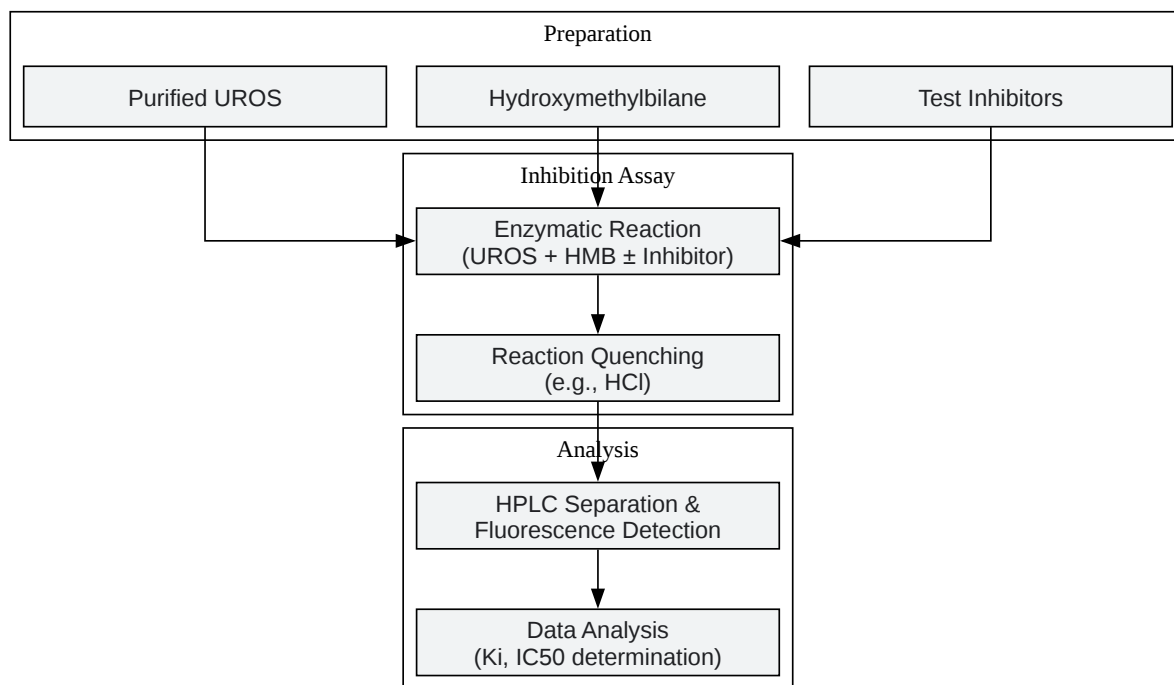 Preparation
Purified UROS
Hydroxymethylbilane
Test Inhibitors
Inhibition Assay
Enzymatic Reaction
(UROS + HMB ± Inhibitor)
Reaction Quenching
(e.g., HCl)
Analysis
HPLC Separation &
Fluorescence Detection
Data Analysis
(Ki, IC50 determination)